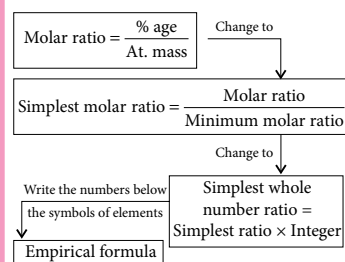 Molar ratio = % age / At. mass
Change to
Simplest molar ratio = Molar ratio / Minimum molar ratio
Change to
Simplest whole
number ratio =
Simplest ratio × Integer
Write the numbers below
the symbols of elements
Empirical formula